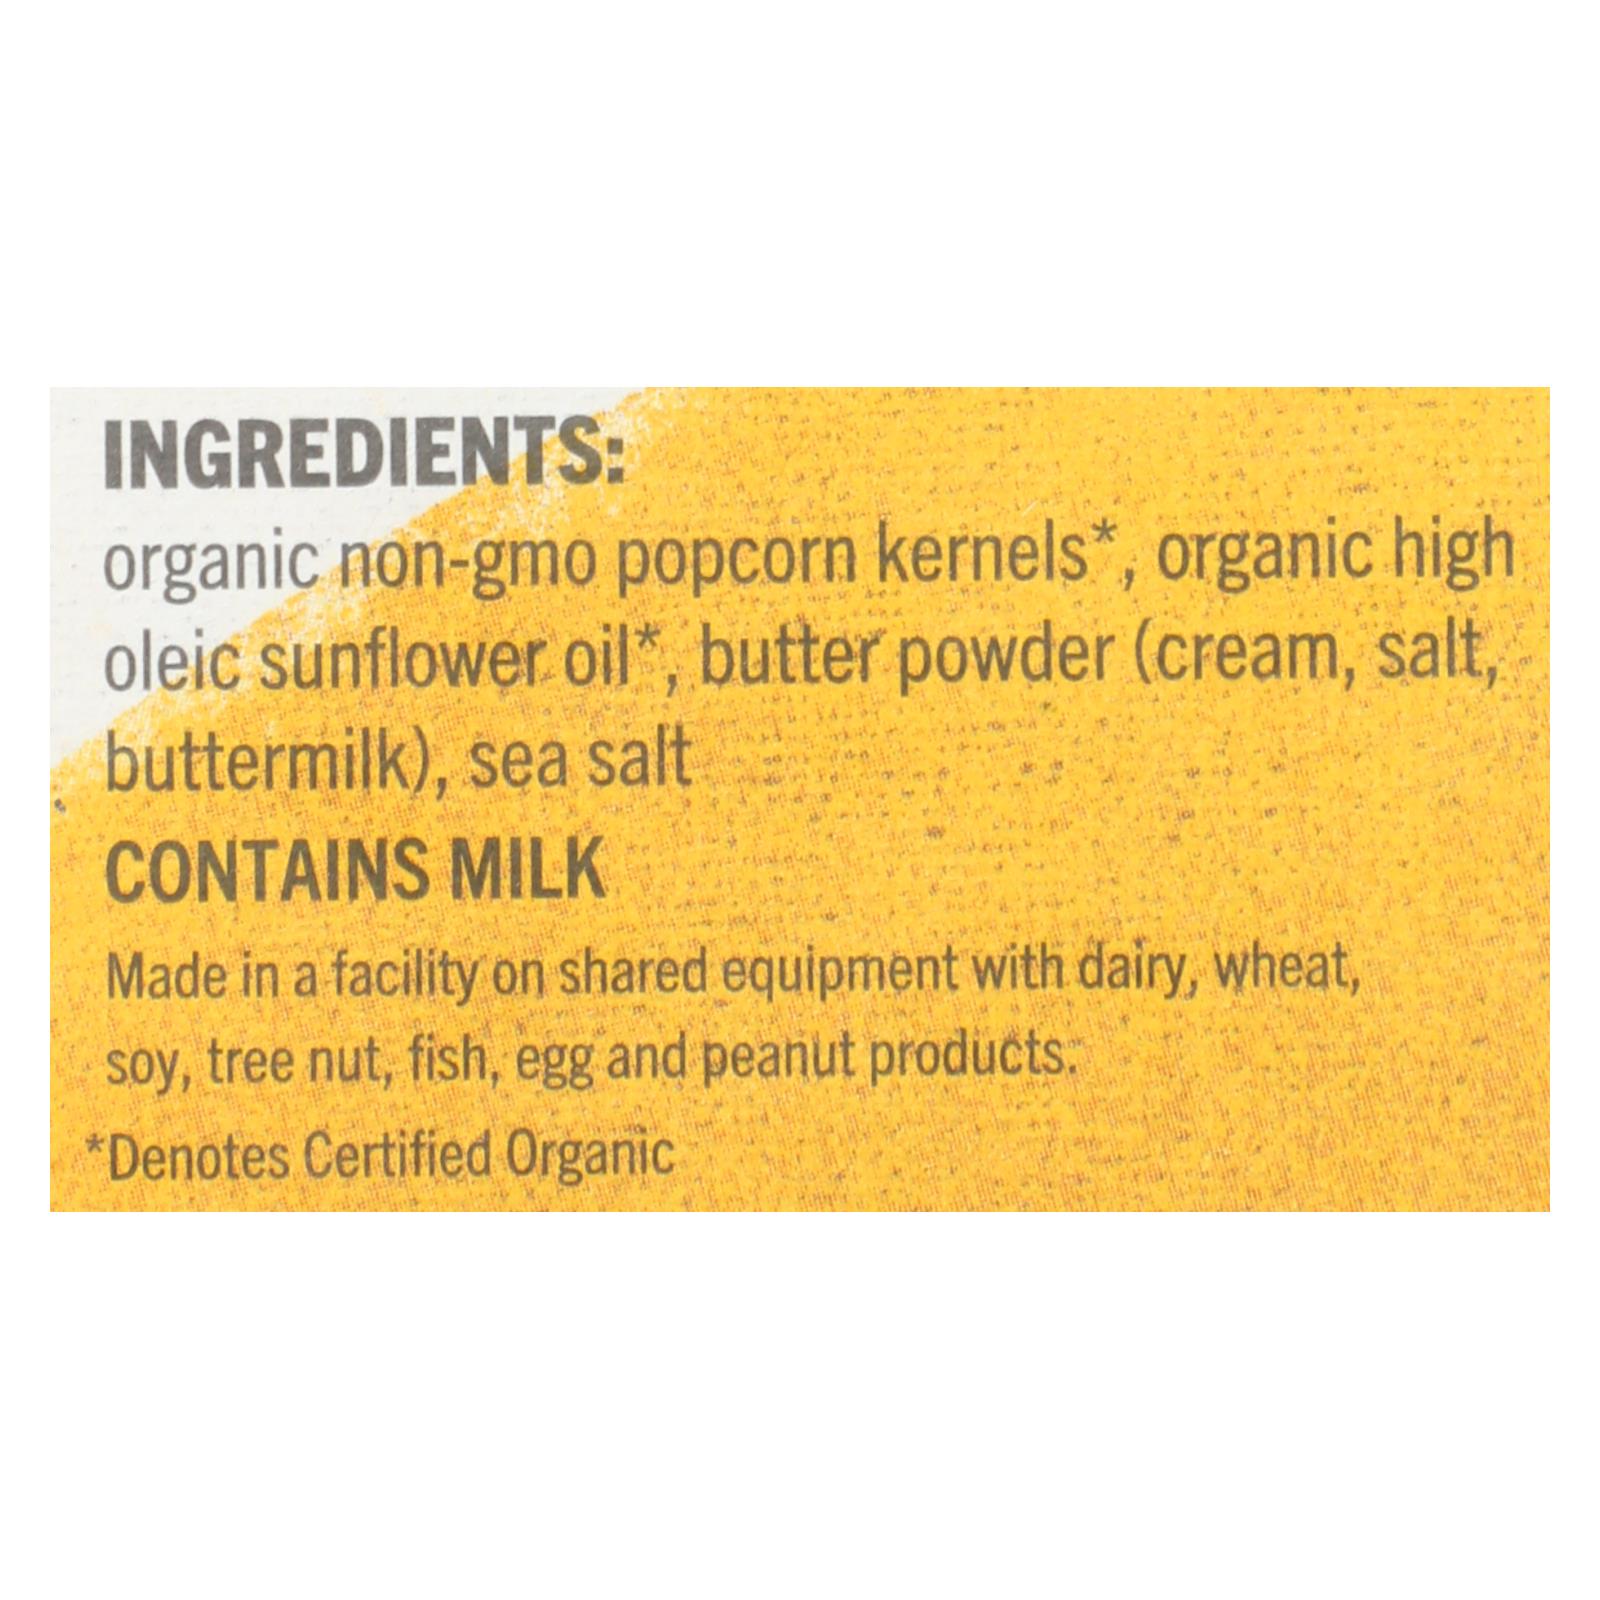 INGREDIENTS:
organic non-gmo popcorn kernels*, organic high
oleic sunflower oil*, butter powder (cream, salt,
buttermilk), sea salt
CONTAINS MILK
Made in a facility on shared equipment with dairy, wheat,
soy, tree nut, fish, egg and peanut products.
*Denotes Certified Organic